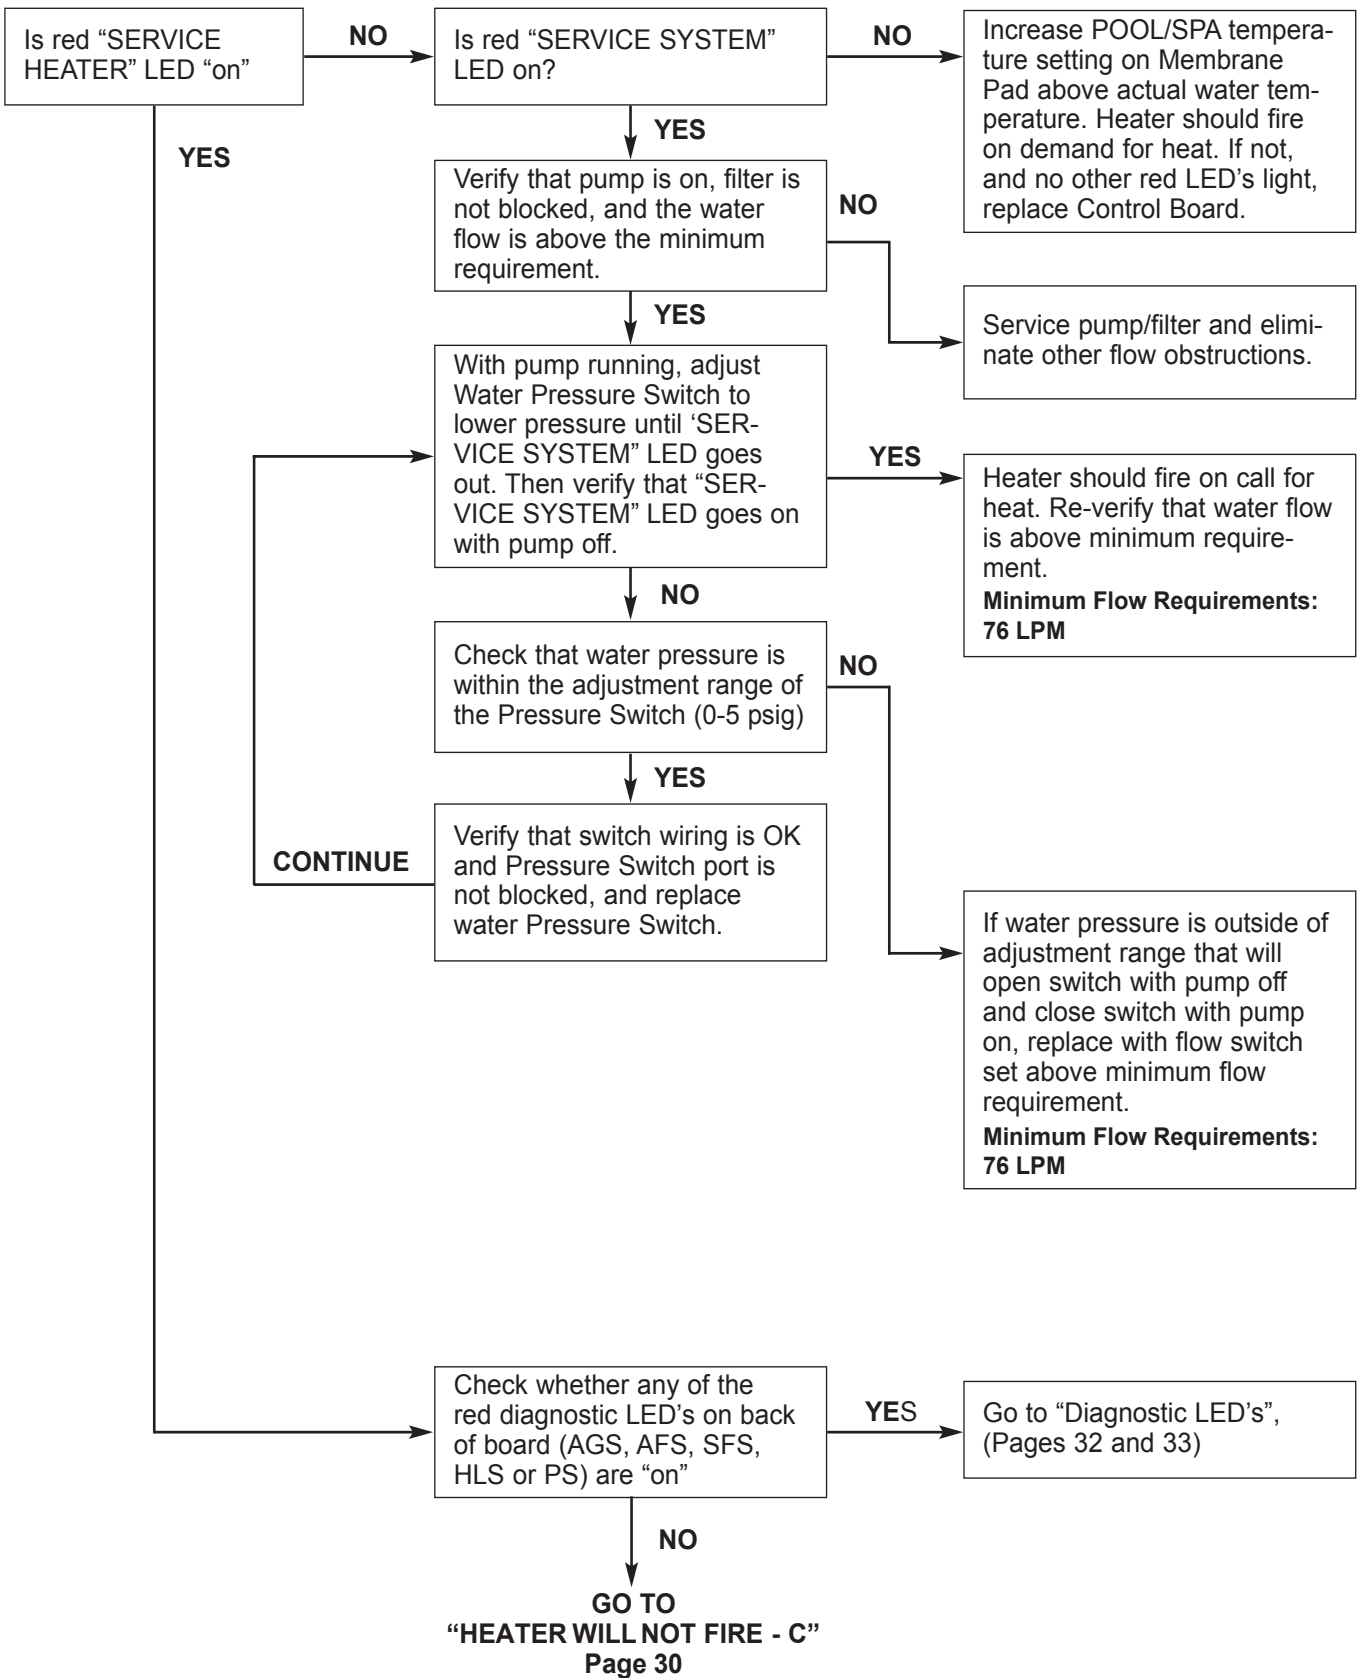 Is red “SERVICE
HEATER” LED “on”
NO
Is red “SERVICE SYSTEM”
LED on?
NO
Increase POOL/SPA tempera-
ture setting on Membrane
Pad above actual water tem-
perature. Heater should fire
on demand for heat. If not,
and no other red LED’s light,
replace Control Board.
YES
YES
Verify that pump is on, filter is
not blocked, and the water
flow is above the minimum
requirement.
NO
Service pump/filter and elimi-
nate other flow obstructions.
YES
With pump running, adjust
Water Pressure Switch to
lower pressure until ‘SER-
VICE SYSTEM” LED goes
out. Then verify that “SER-
VICE SYSTEM” LED goes on
with pump off.
YES
Heater should fire on call for
heat. Re-verify that water flow
is above minimum require-
ment.
Minimum Flow Requirements:
76 LPM
NO
Check that water pressure is
within the adjustment range of
the Pressure Switch (0-5 psig)
NO
YES
Verify that switch wiring is OK
and Pressure Switch port is
not blocked, and replace
water Pressure Switch.
CONTINUE
If water pressure is outside of
adjustment range that will
open switch with pump off
and close switch with pump
on, replace with flow switch
set above minimum flow
requirement.
Minimum Flow Requirements:
76 LPM
Check whether any of the
red diagnostic LED’s on back
of board (AGS, AFS, SFS,
HLS or PS) are “on”
YES
Go to “Diagnostic LED’s”,
(Pages 32 and 33)
NO
GO TO
“HEATER WILL NOT FIRE - C”
Page 30